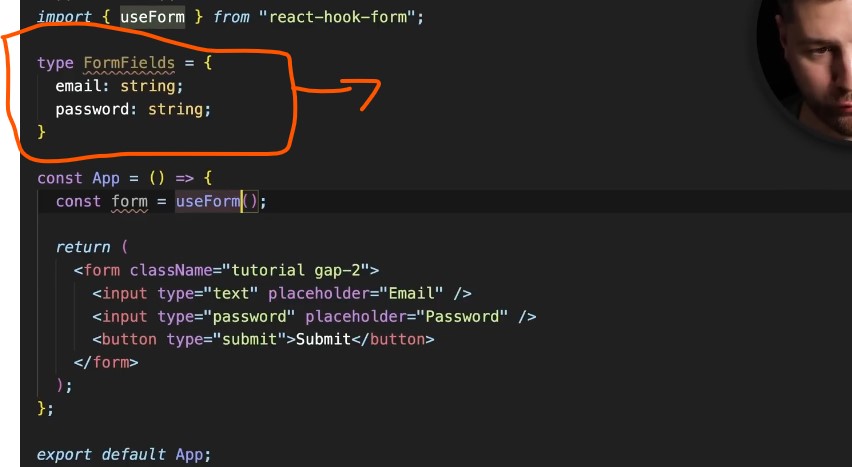 import { useForm } from "react-hook-form";
type FormFields = {
email: string;
password: string;
}
const App = () => {
const form = useForm();
return (
<form className="tutorial gap-2">
<input type="text" placeholder="Email" />
<input type="password" placeholder="Password" />
<button type="submit">Submit</button>
</form>
);
};
export default App;